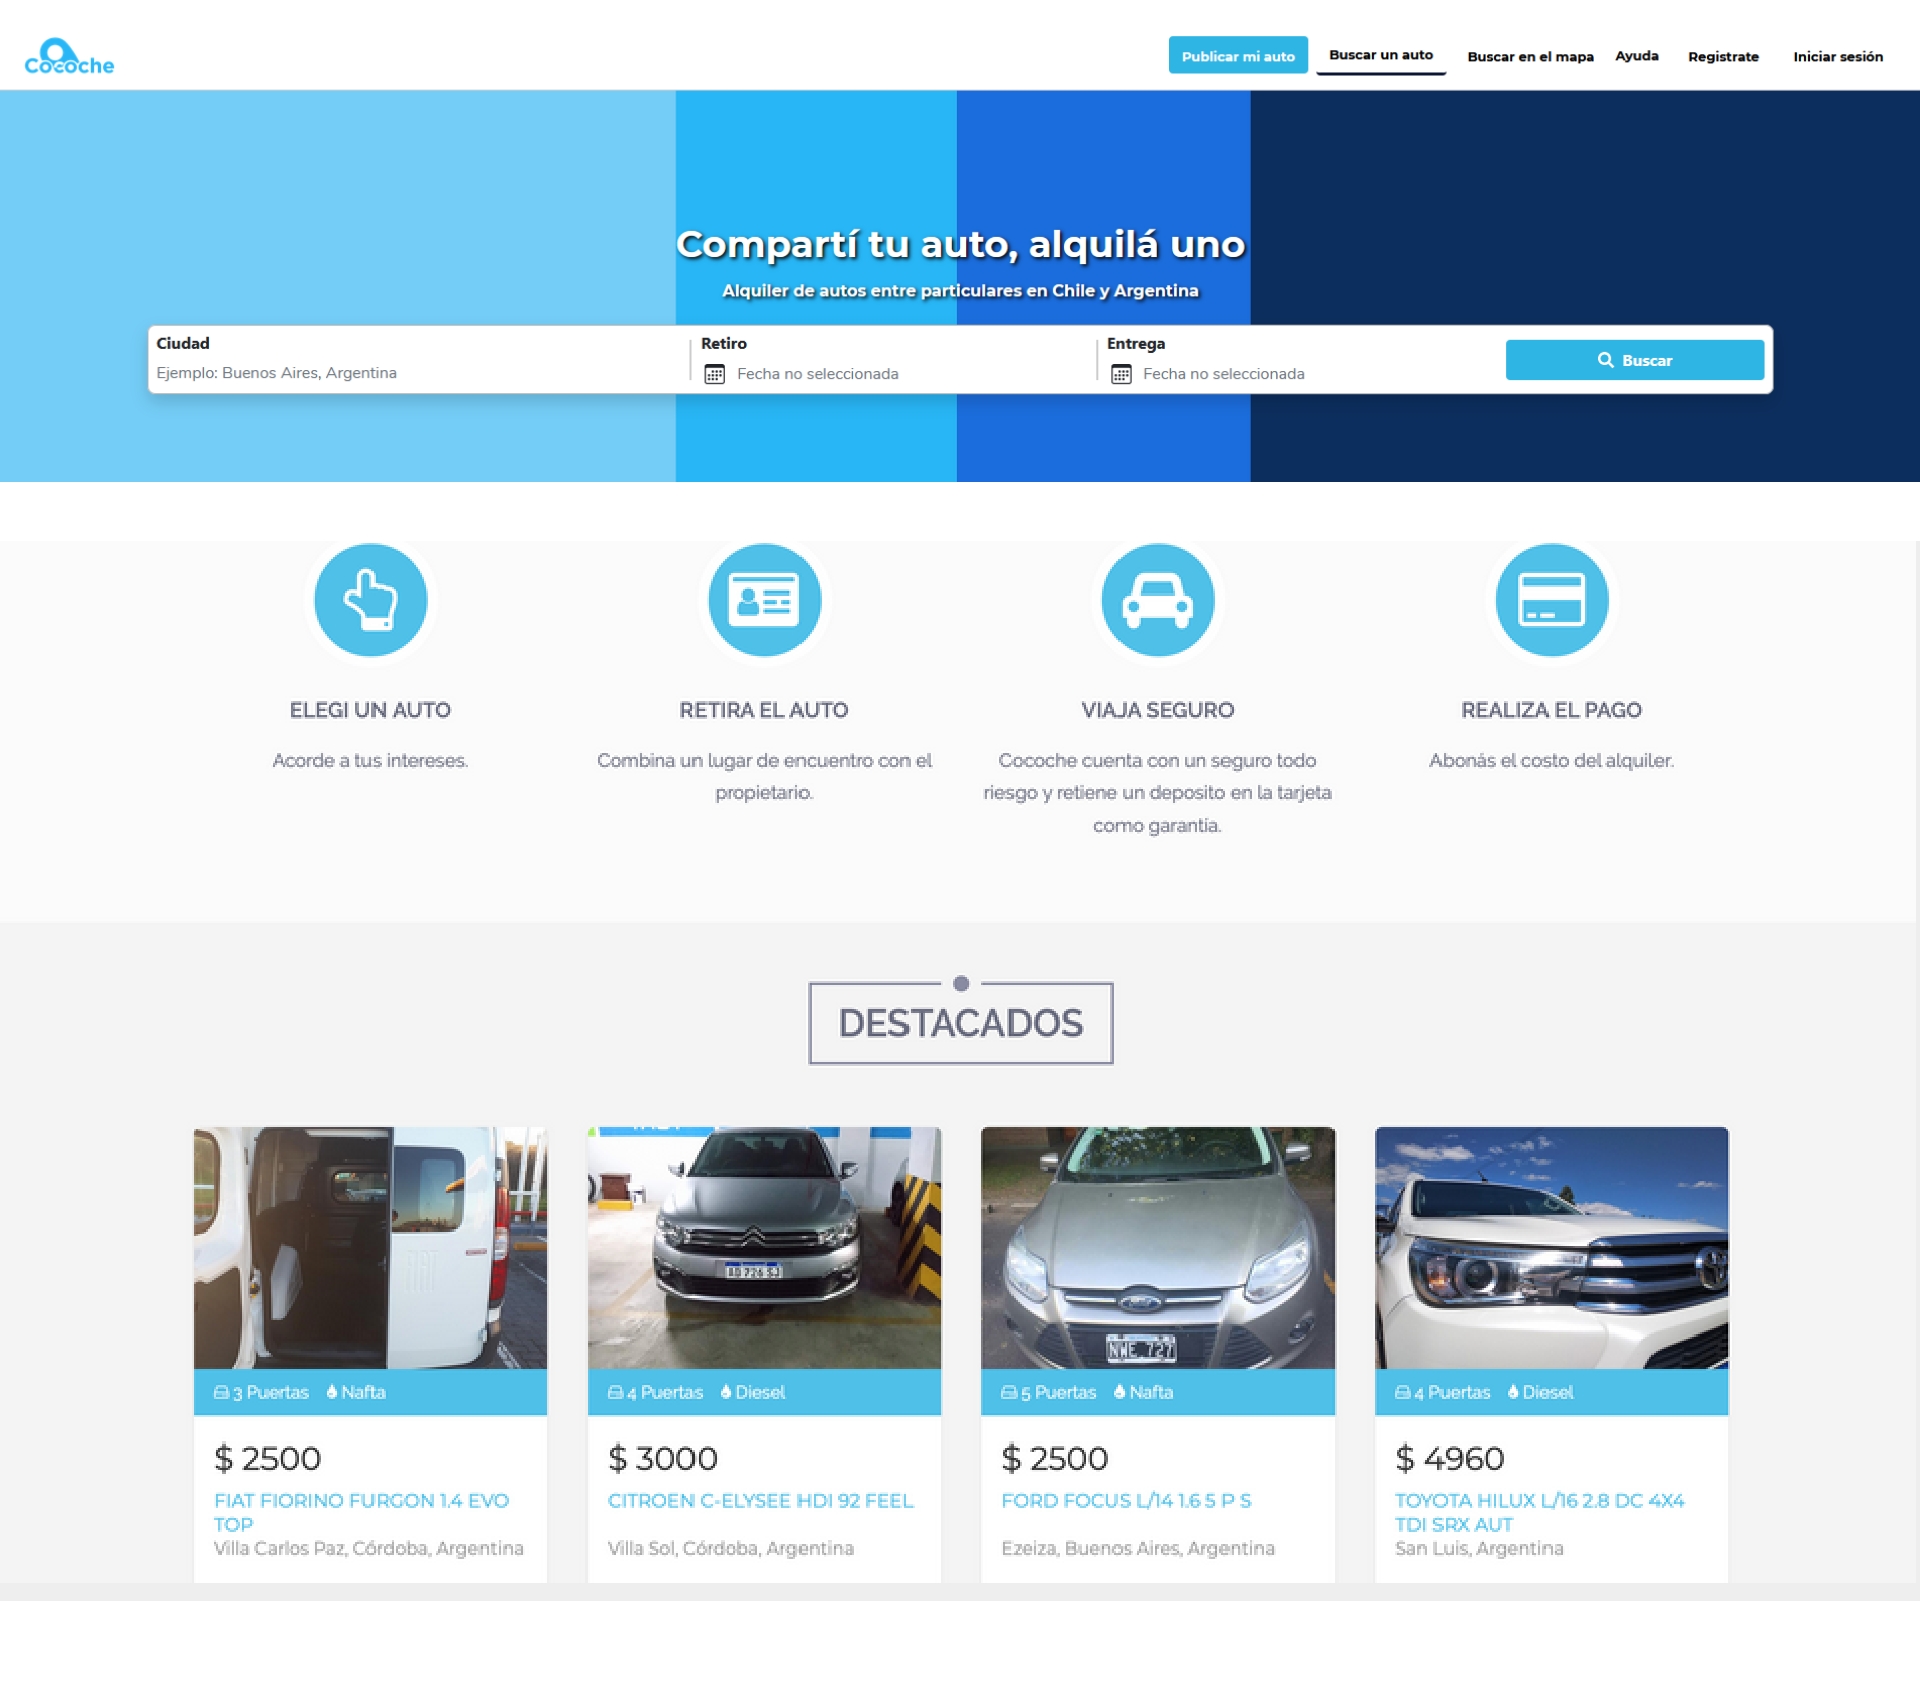 Cocoche
Publicar mi auto
Buscar un auto
Buscar en el mapa
Ayuda
Registrate
Iniciar sesión
Compartí tu auto, alquilá uno
Alquiler de autos entre particulares en Chile y Argentina
Ciudad
Ejemplo: Buenos Aires, Argentina
Retiro
Fecha no seleccionada
Entrega
Fecha no seleccionada
Buscar
ELEGI UN AUTO
Acorde a tus intereses.
RETIRA EL AUTO
Combina un lugar de encuentro con el
propietario.
VIAJA SEGURO
Cocoche cuenta con un seguro todo
riesgo y retiene un deposito en la tarjeta
como garantia.
REALIZA EL PAGO
Abonás el costo del alquiler.
DESTACADOS
3 Puertas Nafta
$ 2500
FIAT FIORINO FURGON 1.4 EVO
TOP
Villa Carlos Paz, Córdoba, Argentina
4 Puertas Diesel
$ 3000
CITROEN C-ELYSEE HDI 92 FEEL
Villa Sol, Córdoba, Argentina
NWE 727
5 Puertas Nafta
$ 2500
FORD FOCUS L/14 1.6 5 P S
Ezeiza, Buenos Aires, Argentina
4 Puertas Diesel
$ 4960
TOYOTA HILUX L/16 2.8 DC 4X4
TDI SRX AUT
San Luis, Argentina